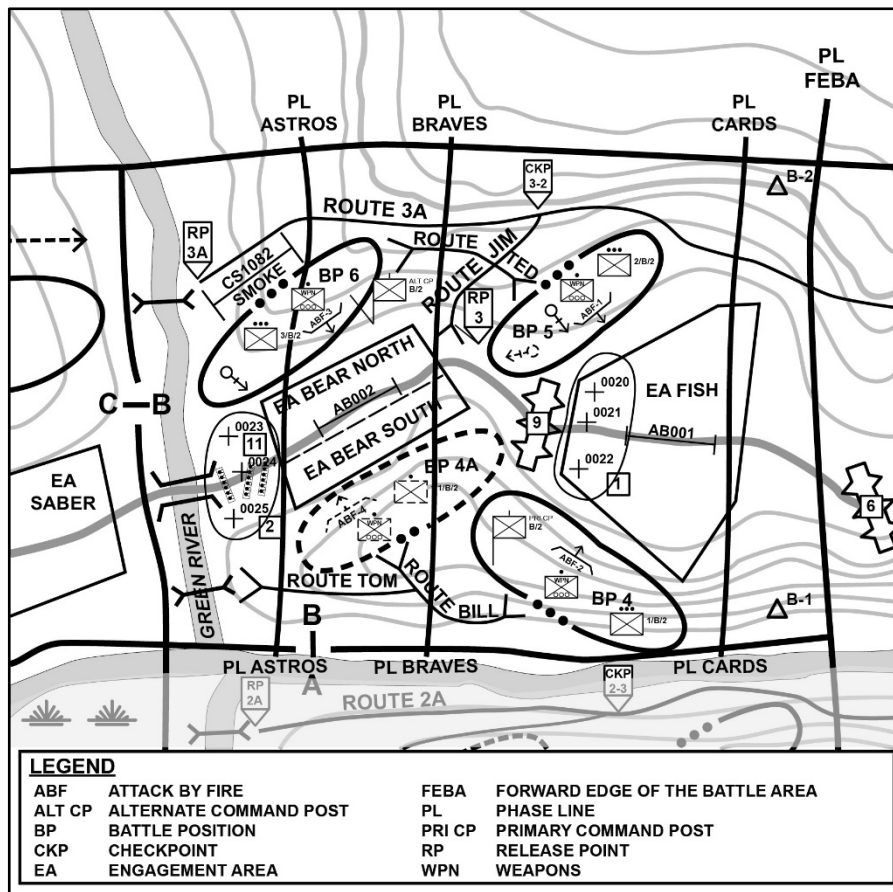 PL
FEBA
PL
ASTROS
PL
BRAVES
PL
CARDS
CKP
3-2
B-2
ROUTE 3A
RP
3A
CS1082
SMOKE
BP 6
WPN
ABF-3
3/B/2
ALT CP
B/2
ROUTE TED
ROUTE JIM
RP
3
2/B/2
WPN
ABF-1
BP 5
EA BEAR NORTH
AB002
EA BEAR SOUTH
EA FISH
0020
0021
AB001
0022
1
9
6
C B
0023
11
0024
0025
2
EA
SABER
BP 4A
1/B/2
ABF-4
WPN
PRI CP
B/2
ABF-2
WPN
BP 4
1/B/2
B-1
GREEN RIVER
ROUTE TOM
ROUTE BILL
B
A
PL ASTROS
PL BRAVES
PL CARDS
RP
2A
ROUTE 2A
CKP
2-3
LEGEND
ABF ATTACK BY FIRE
ALT CP ALTERNATE COMMAND POST
BP BATTLE POSITION
CKP CHECKPOINT
EA ENGAGEMENT AREA
FEBA FORWARD EDGE OF THE BATTLE AREA
PL PHASE LINE
PRI CP PRIMARY COMMAND POST
RP RELEASE POINT
WPN WEAPONS